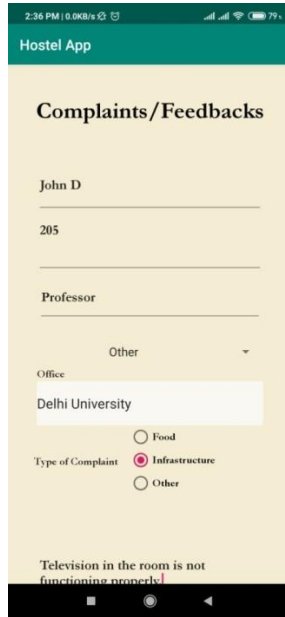 2:36 PM | 0.0KB/s
79
Hostel App
Complaints/Feedbacks
John D
205
Professor
Other
Office
Delhi University
Food
Type of Complaint
Infrastructure
Other
Television in the room is not
functioning properly